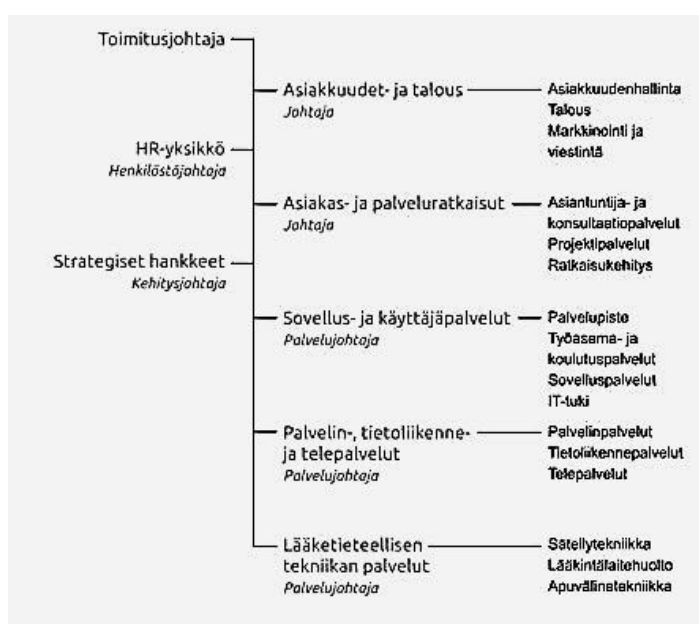 Toimitusjohtaja
Asiakkuudet- ja talous
Johtaja
Asiakkuudenhallinta
Talous
Markkinointi ja
viestintä
HR-yksikkö
Henkilöstöjohtaja
Asiakas- ja palveluratkaisut
Johtaja
Asiantuntija- ja
konsultaatiopalvelut
Projektipalvelut
Ratkaisukehitys
Strategiset hankkeet
Kehitysjohtaja
Sovellus- ja käyttäjäpalvelut
Palvelujohtaja
Palvelupiste
Työasema- ja
koulutuspalvelut
Sovelluspalvelut
IT-tuki
Palvelin-, tietoliikenne-
ja telepalvelut
Palvelujohtaja
Palvelinpalvelut
Tietoliikennepalvelut
Telepalvelut
Lääketieteellisen
tekniikan palvelut
Palvelujohtaja
Säteilytekniikka
Lääkintälaitehuolto
Apuvälinetekniikka